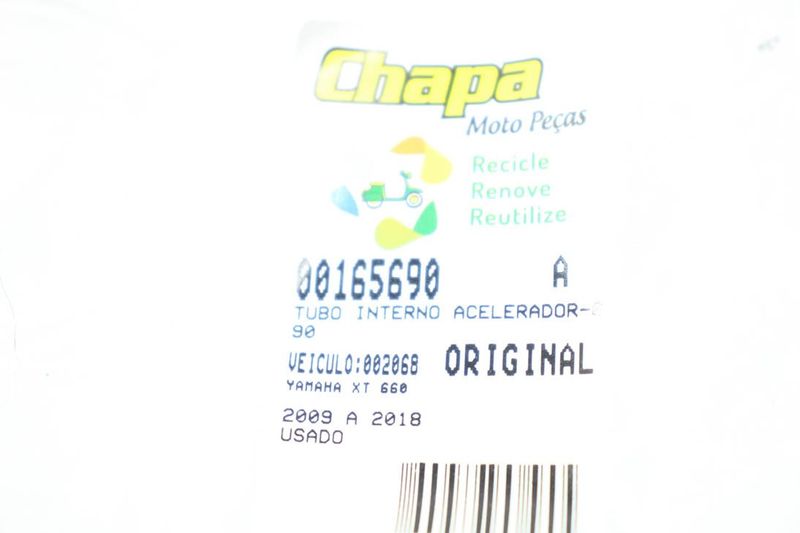 Chapa
Moto Peças
Recicle
Renove
Reutilize
00165690 A
TUBO INTERNO ACELERADOR-
90
VEICULO:002068 ORIGINAL
YAMAHA XT 660
2009 A 2018
USADO